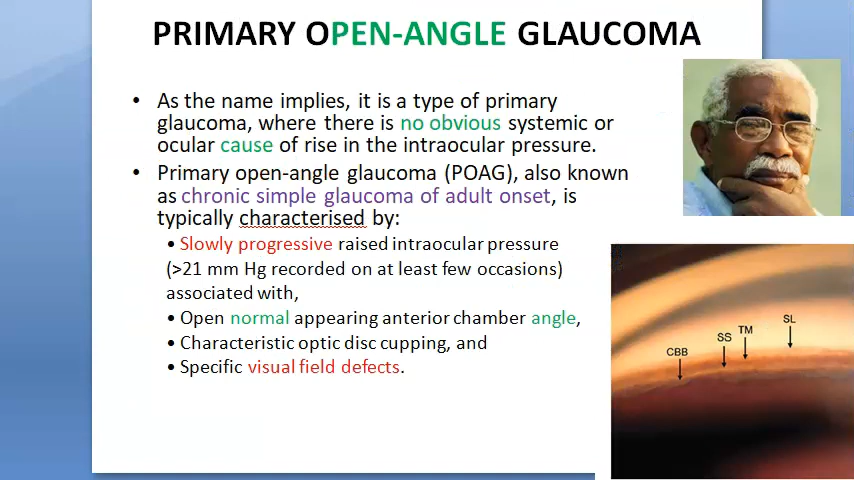 PRIMARY OPEN-ANGLE GLAUCOMA
• As the name implies, it is a type of primary
glaucoma, where there is no obvious systemic or
ocular cause of rise in the intraocular pressure.
• Primary open-angle glaucoma (POAG), also known
as chronic simple glaucoma of adult onset, is
typically characterised by:
• Slowly progressive raised intraocular pressure
(>21 mm Hg recorded on at least few occasions)
associated with,
• Open normal appearing anterior chamber angle,
• Characteristic optic disc cupping, and
• Specific visual field defects.
CBB
SS
TM
SL